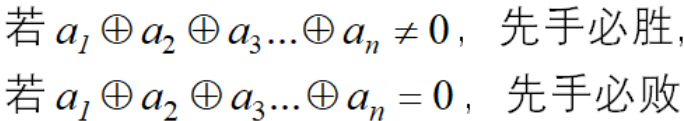 若 a₁ ⊕ a₂ ⊕ a₃...⊕ aₙ ≠ 0，先手必胜，
若 a₁ ⊕ a₂ ⊕ a₃...⊕ aₙ = 0，先手必败